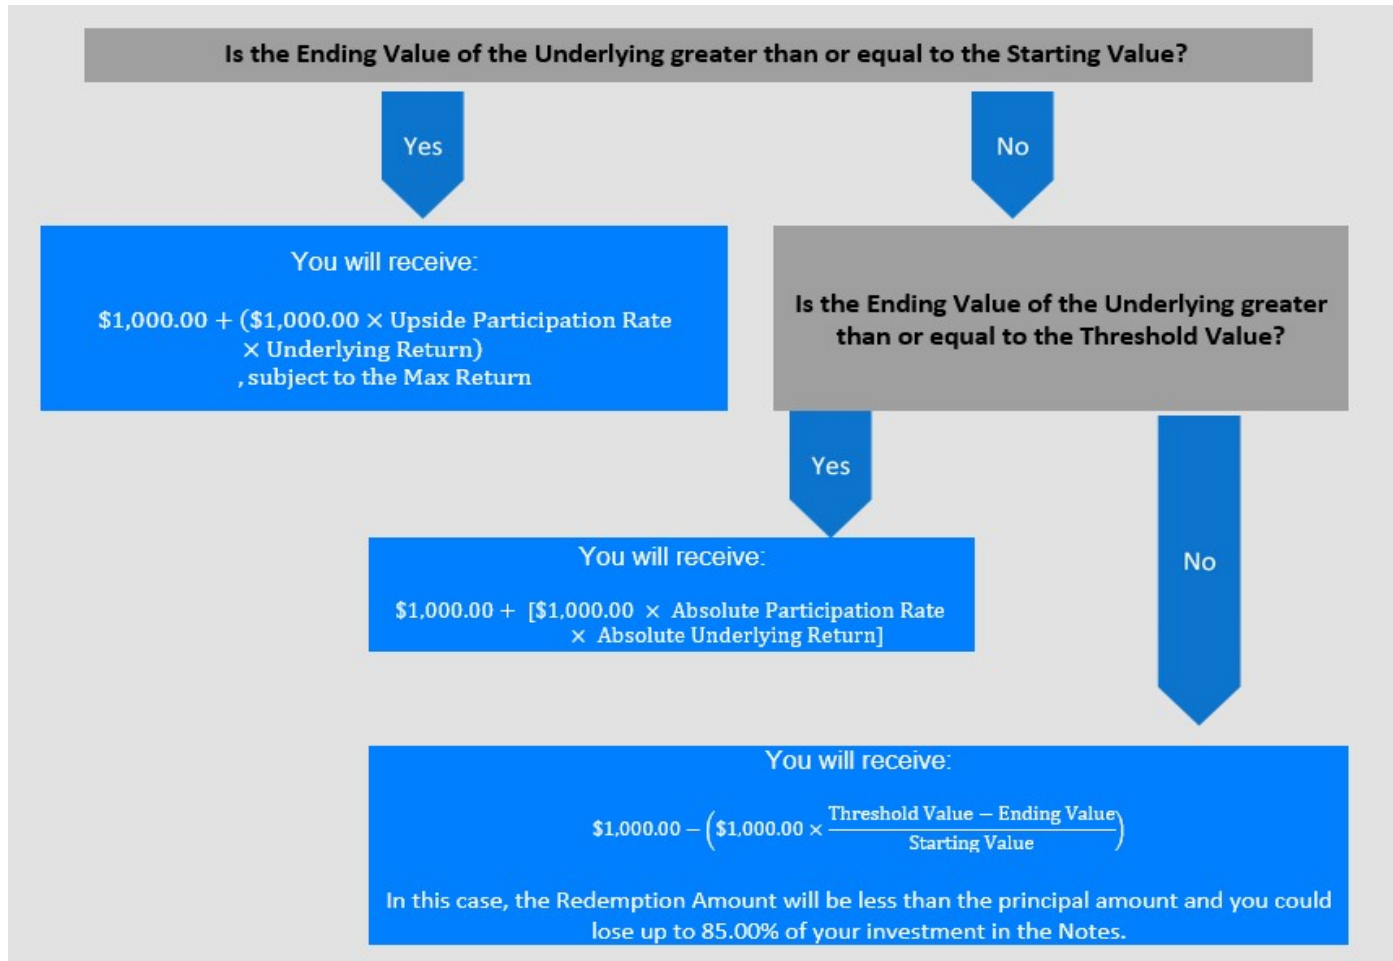 Is the Ending Value of the Underlying greater than or equal to the Starting Value?
Yes
No
You will receive:
$1,000.00 + ($1,000.00 × Upside Participation Rate
× Underlying Return)
, subject to the Max Return
Is the Ending Value of the Underlying greater
than or equal to the Threshold Value?
Yes
No
You will receive:
$1,000.00 + [$1,000.00 × Absolute Participation Rate
× Absolute Underlying Return]
You will receive:
$1,000.00 − ($1,000.00 × Threshold Value − Ending Value
Starting Value)
In this case, the Redemption Amount will be less than the principal amount and you could
lose up to 85.00% of your investment in the Notes.